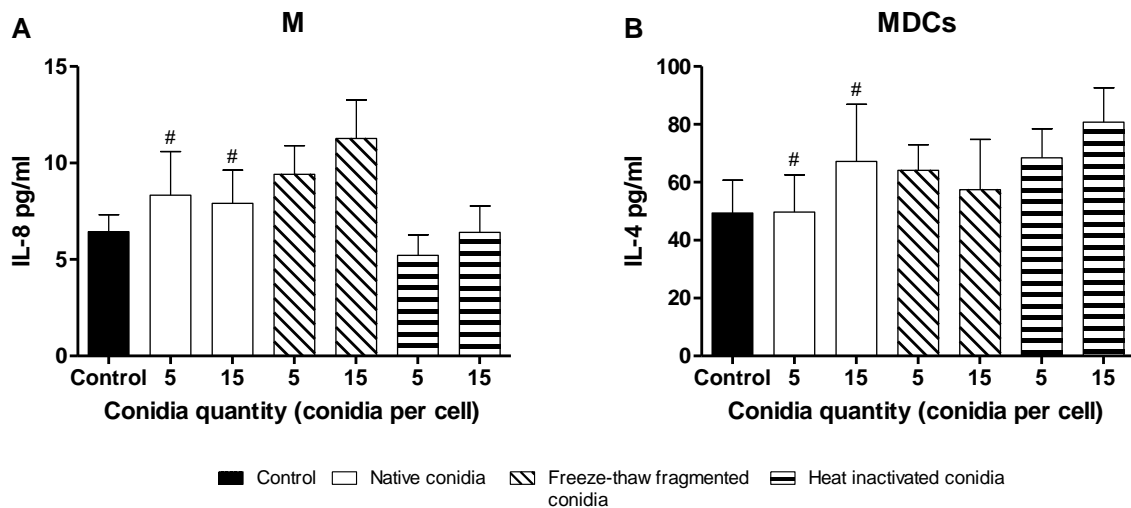 A
M
IL-8 pg/ml
15
10
5
0
#
#
Control 5 15 5 15 5 15
Conidia quantity (conidia per cell)
B
MDCs
IL-4 pg/ml
100
80
60
40
20
0
#
#
Control 5 15 5 15 5 15
Conidia quantity (conidia per cell)
Control Native conidia Freeze-thaw fragmented Heat inactivated conidia
conidia